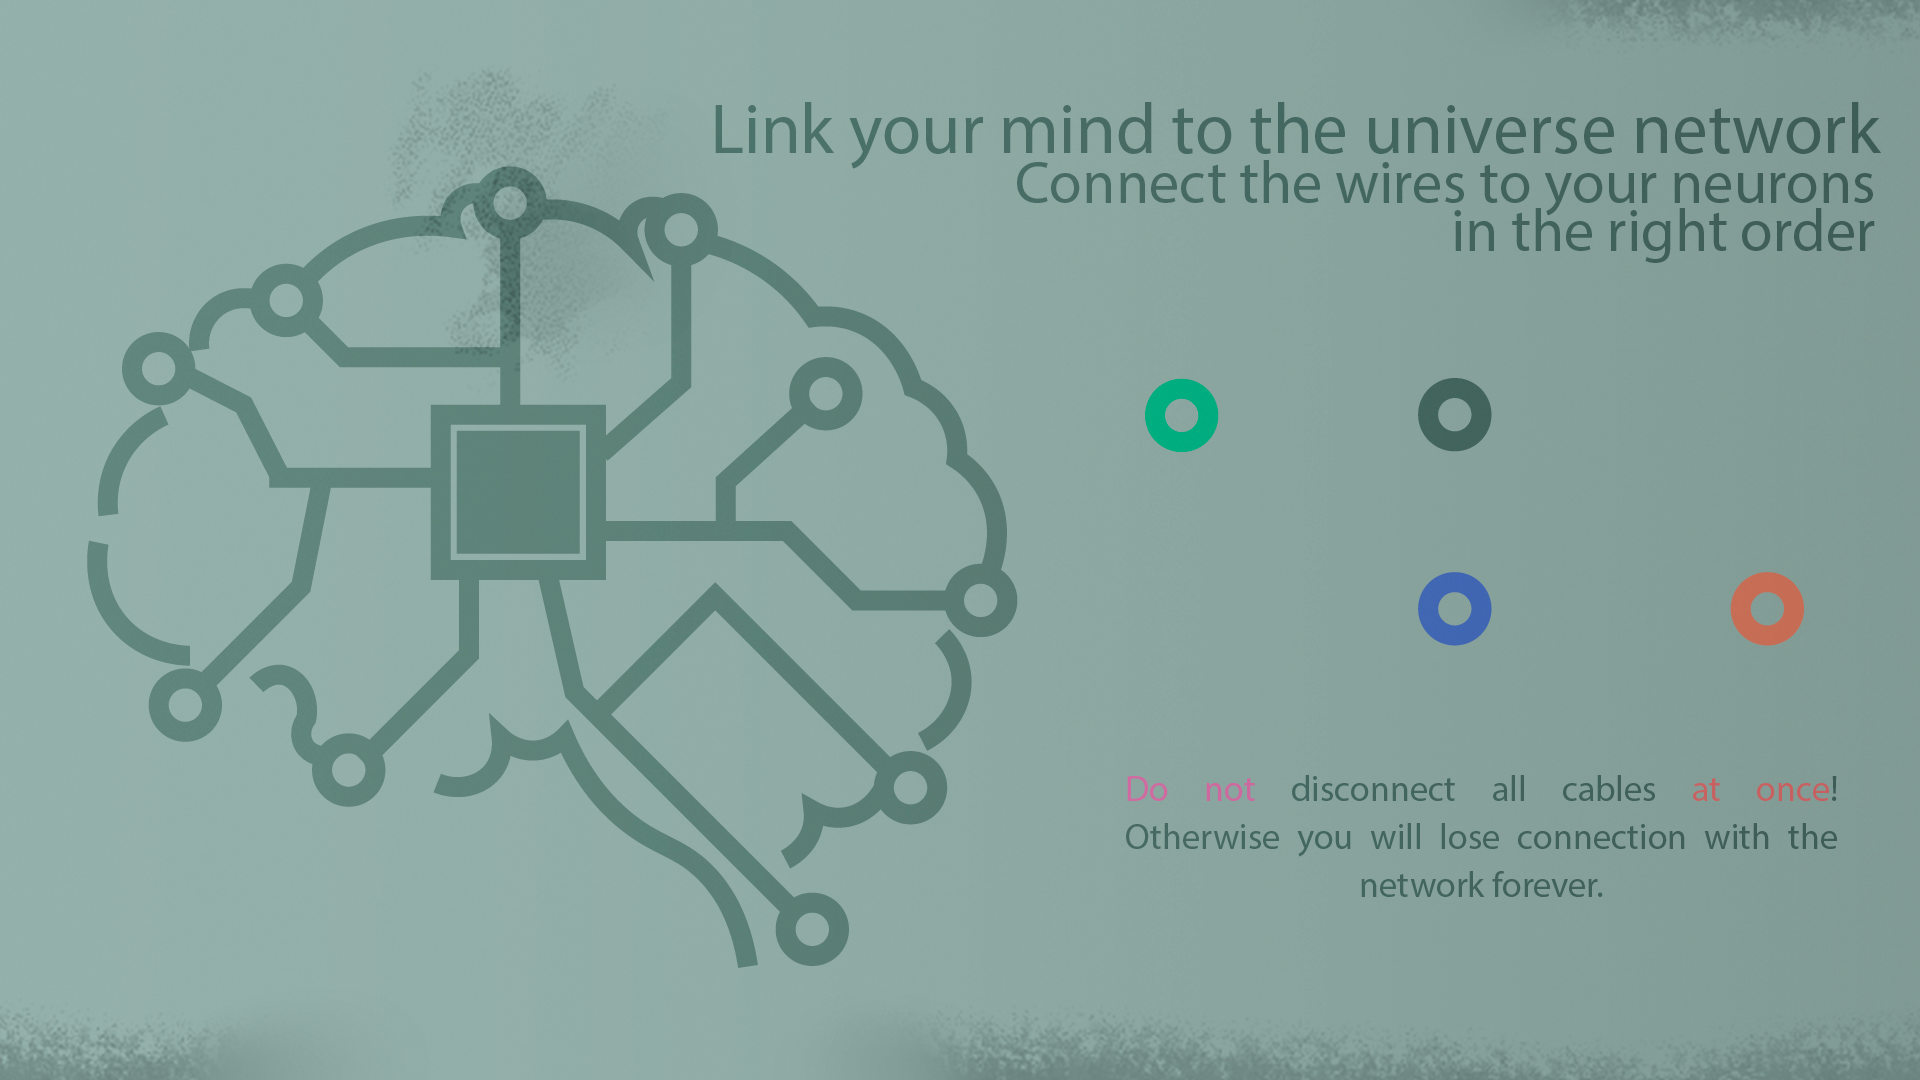 Link your mind to the universe network
Connect the wires to your neurons
in the right order
Do not disconnect all cables at once!
Otherwise you will lose connection with the
network forever.